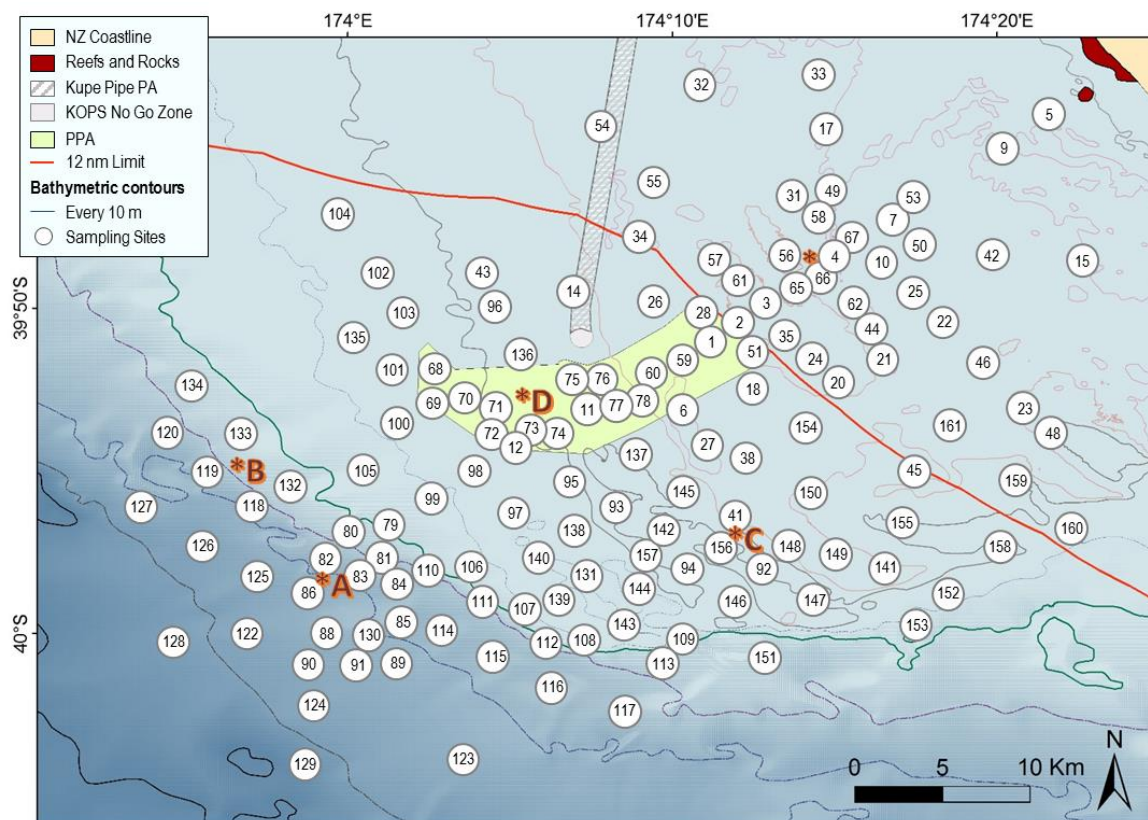 174°E 174°10' 174°20'
NZ Coastline
Reefs and Rocks
Kupe Pipe PA
KOPS No Go Zone
PPA
12 nm Limit
Bathymetric contours
Every 10 m
Sampling Sites
33
32
5
54
17
9
55
31 49 53
104
58 7
34 67 50
57 56 * 4 10 42 15
102 43
61 66
14 65 25
26 3 62
103 96
28 2 44 22
39°50'S
135 1 35
136 51 24 21 46
101 68 59
75 76 60 20
134 18
70 * D
69 71 11 77 78 6 23
100 73 154 161
120 133 72 74 48
12 27
137 38
* B
119 105 98 45
132 95 159
145 150
127 118 99 93
97 41
79 155 160
80 138 142 * C
126 156 148 158
82 81 140 157 149
106 94 92 141
125 83 110 131
* A
86 84 144 152
111 139 146 147
107
85 143 153
122 88 130 114
40°S
128 112 108 109
115 151
90 91 89 113
116
124 117
123
129
N
0 5 10 Km